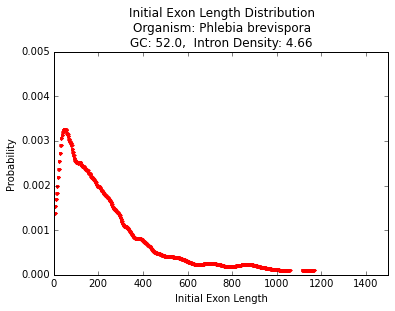 Initial Exon Length Distribution
Organism: Phlebia brevispora
GC: 52.0,  Intron Density: 4.66
0.005
0.004
0.003
0.002
0.001
0.000
Probability
0
200
400
600
800
1000
1200
1400
Initial Exon Length